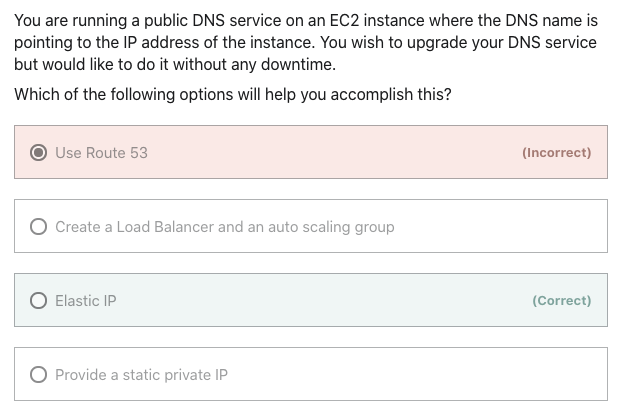 You are running a public DNS service on an EC2 instance where the DNS name is
pointing to the IP address of the instance. You wish to upgrade your DNS service
but would like to do it without any downtime.
Which of the following options will help you accomplish this?
Use Route 53 (Incorrect)
Create a Load Balancer and an auto scaling group
Elastic IP (Correct)
Provide a static private IP